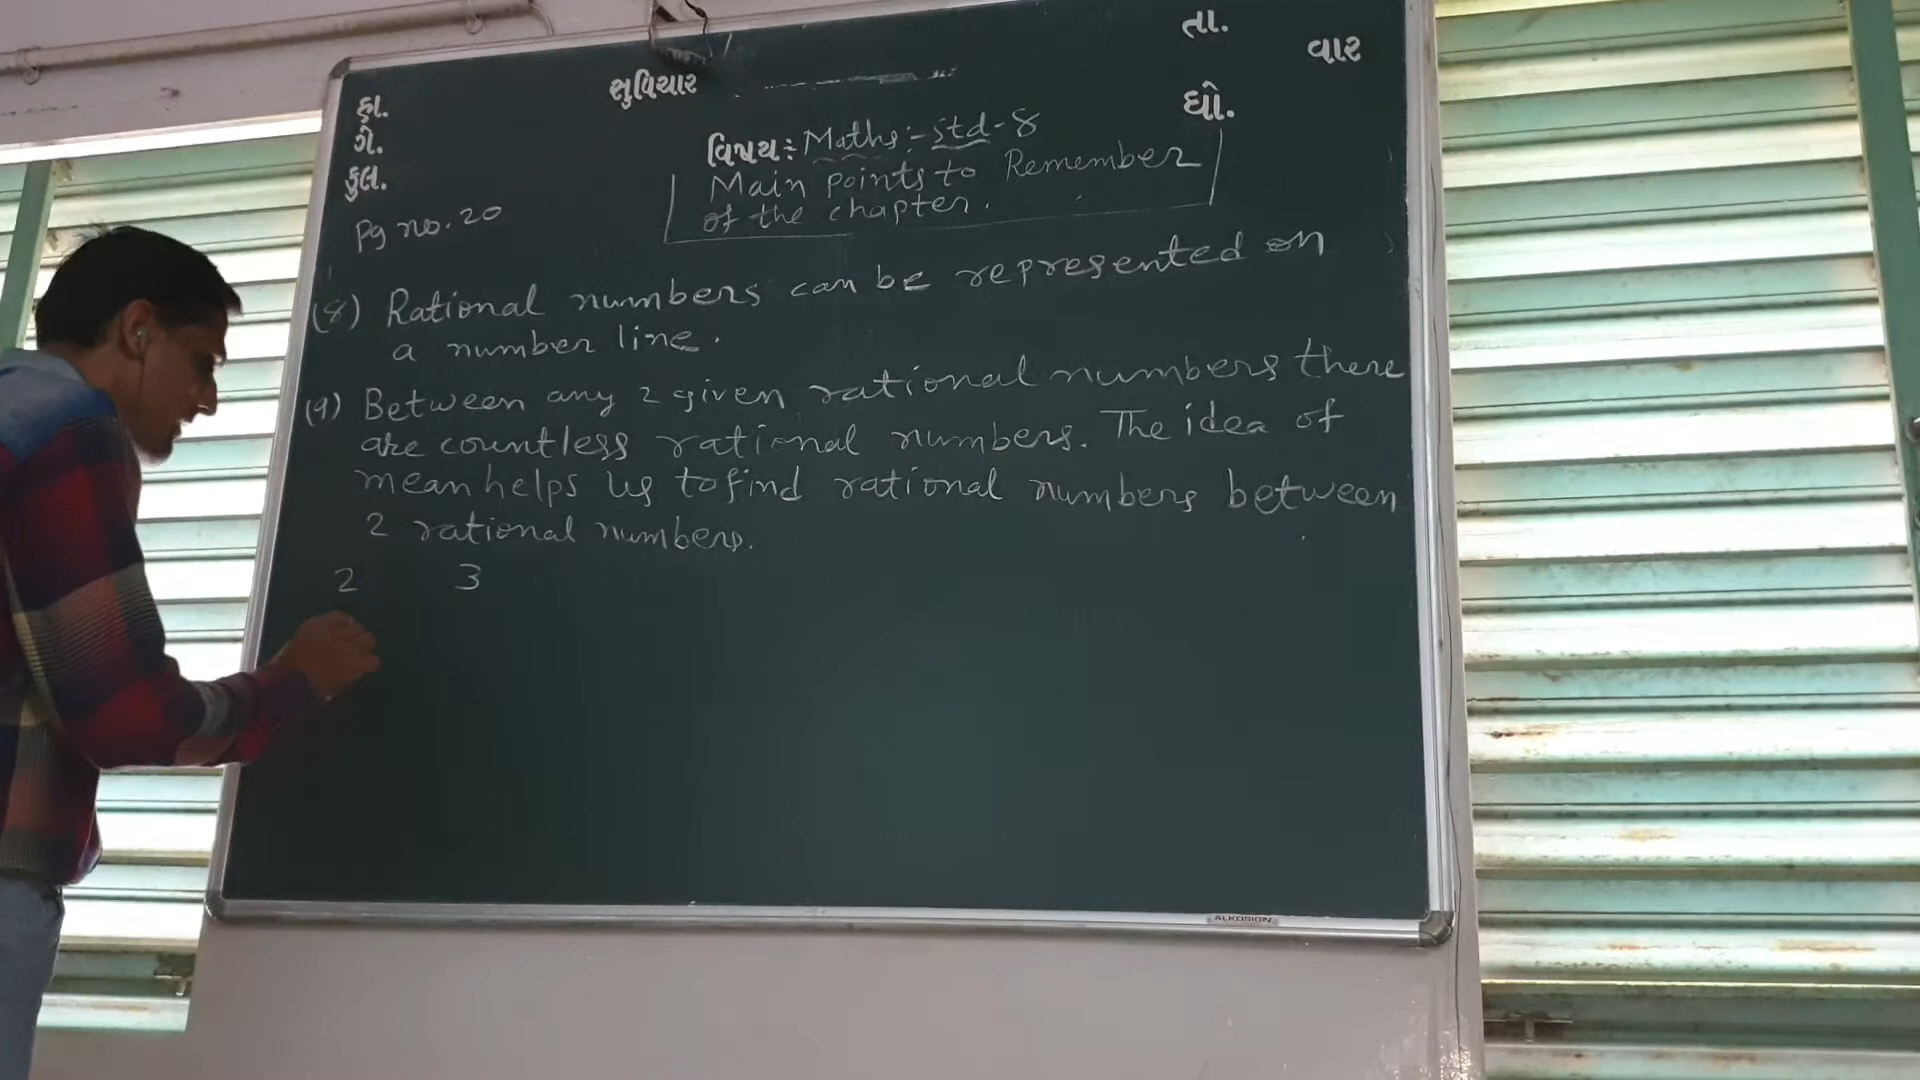 તા.
વાર
સુવિચાર
હા.
ઘો.
ગે.
વિષય: Maths:- Std-8
કુલ.
Main points to Remember
of the chapter.
Pg no. 20
(8) Rational numbers can be represented on
a number line.
(9) Between any 2 given rational numbers there
are countless rational numbers. The idea of
mean helps us to find rational numbers between
2 rational numbers.
2 3
ALKOSIGN